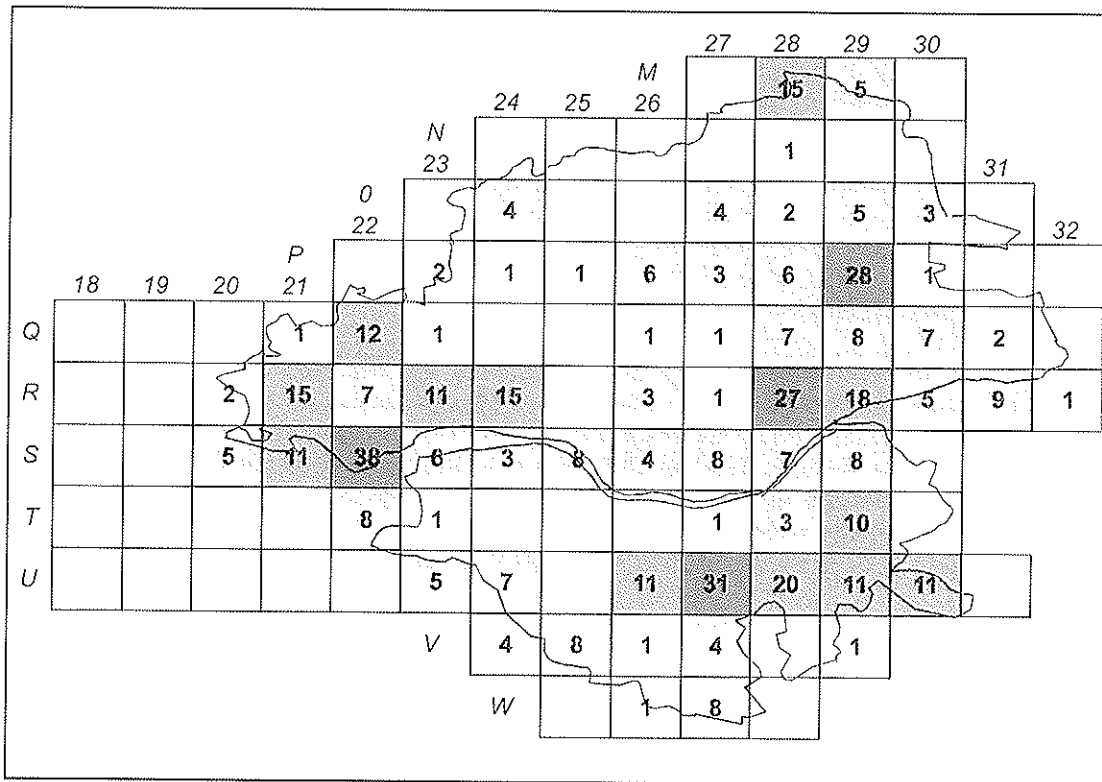 27 28 29 30
M 15 5
24 25 26
N 1
23 31
O 4 4 2 5 3
22 32
P 2 1 1 6 3 6 28 1
18 19 20 21
Q 1 12 1 1 1 7 8 7 2
R 2 15 7 11 15 3 1 27 18 5 9 1
S 5 11 38 6 3 8 4 8 7 8
T 8 1 1 3 10
U 5 7 11 31 20 11 11
V 4 8 1 4 1
W 1 8